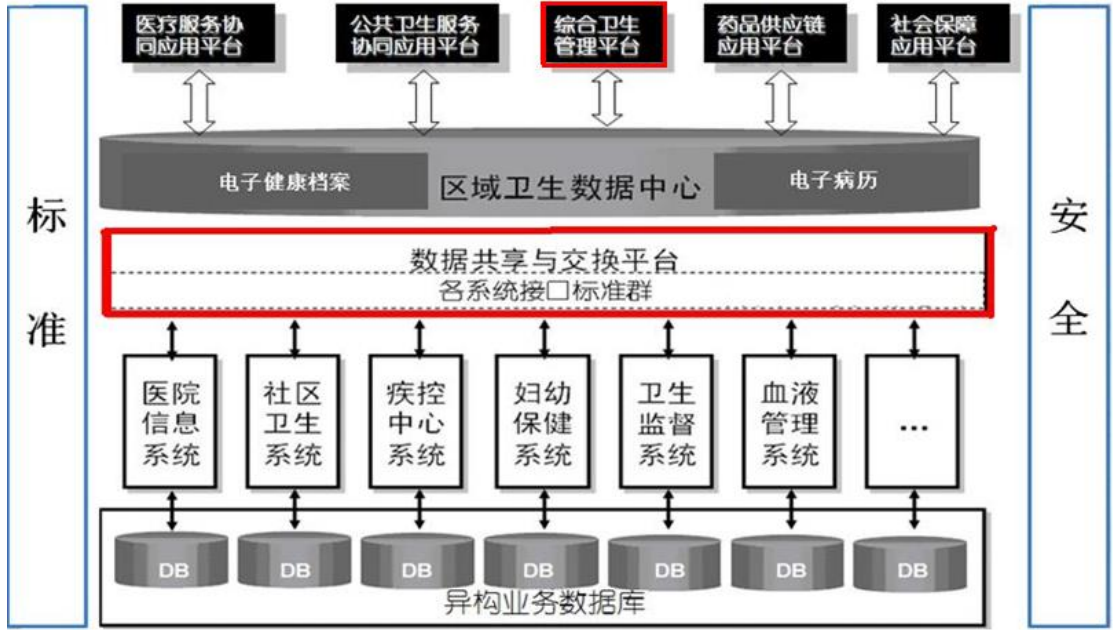 医疗服务协
同应用平台
公共卫生服务
协同应用平台
综合卫生
管理平台
药品供应链
应用平台
社会保障
应用平台
标
准
电子健康档案
区域卫生数据中心
电子病历
安
全
数据共享与交换平台
各系统接口标准群
医院
信息
系统
社区
卫生
系统
疾控
中心
系统
妇幼
保健
系统
卫生
监督
系统
血液
管理
系统
...
DB
DB
DB
DB
DB
DB
DB
异构业务数据库